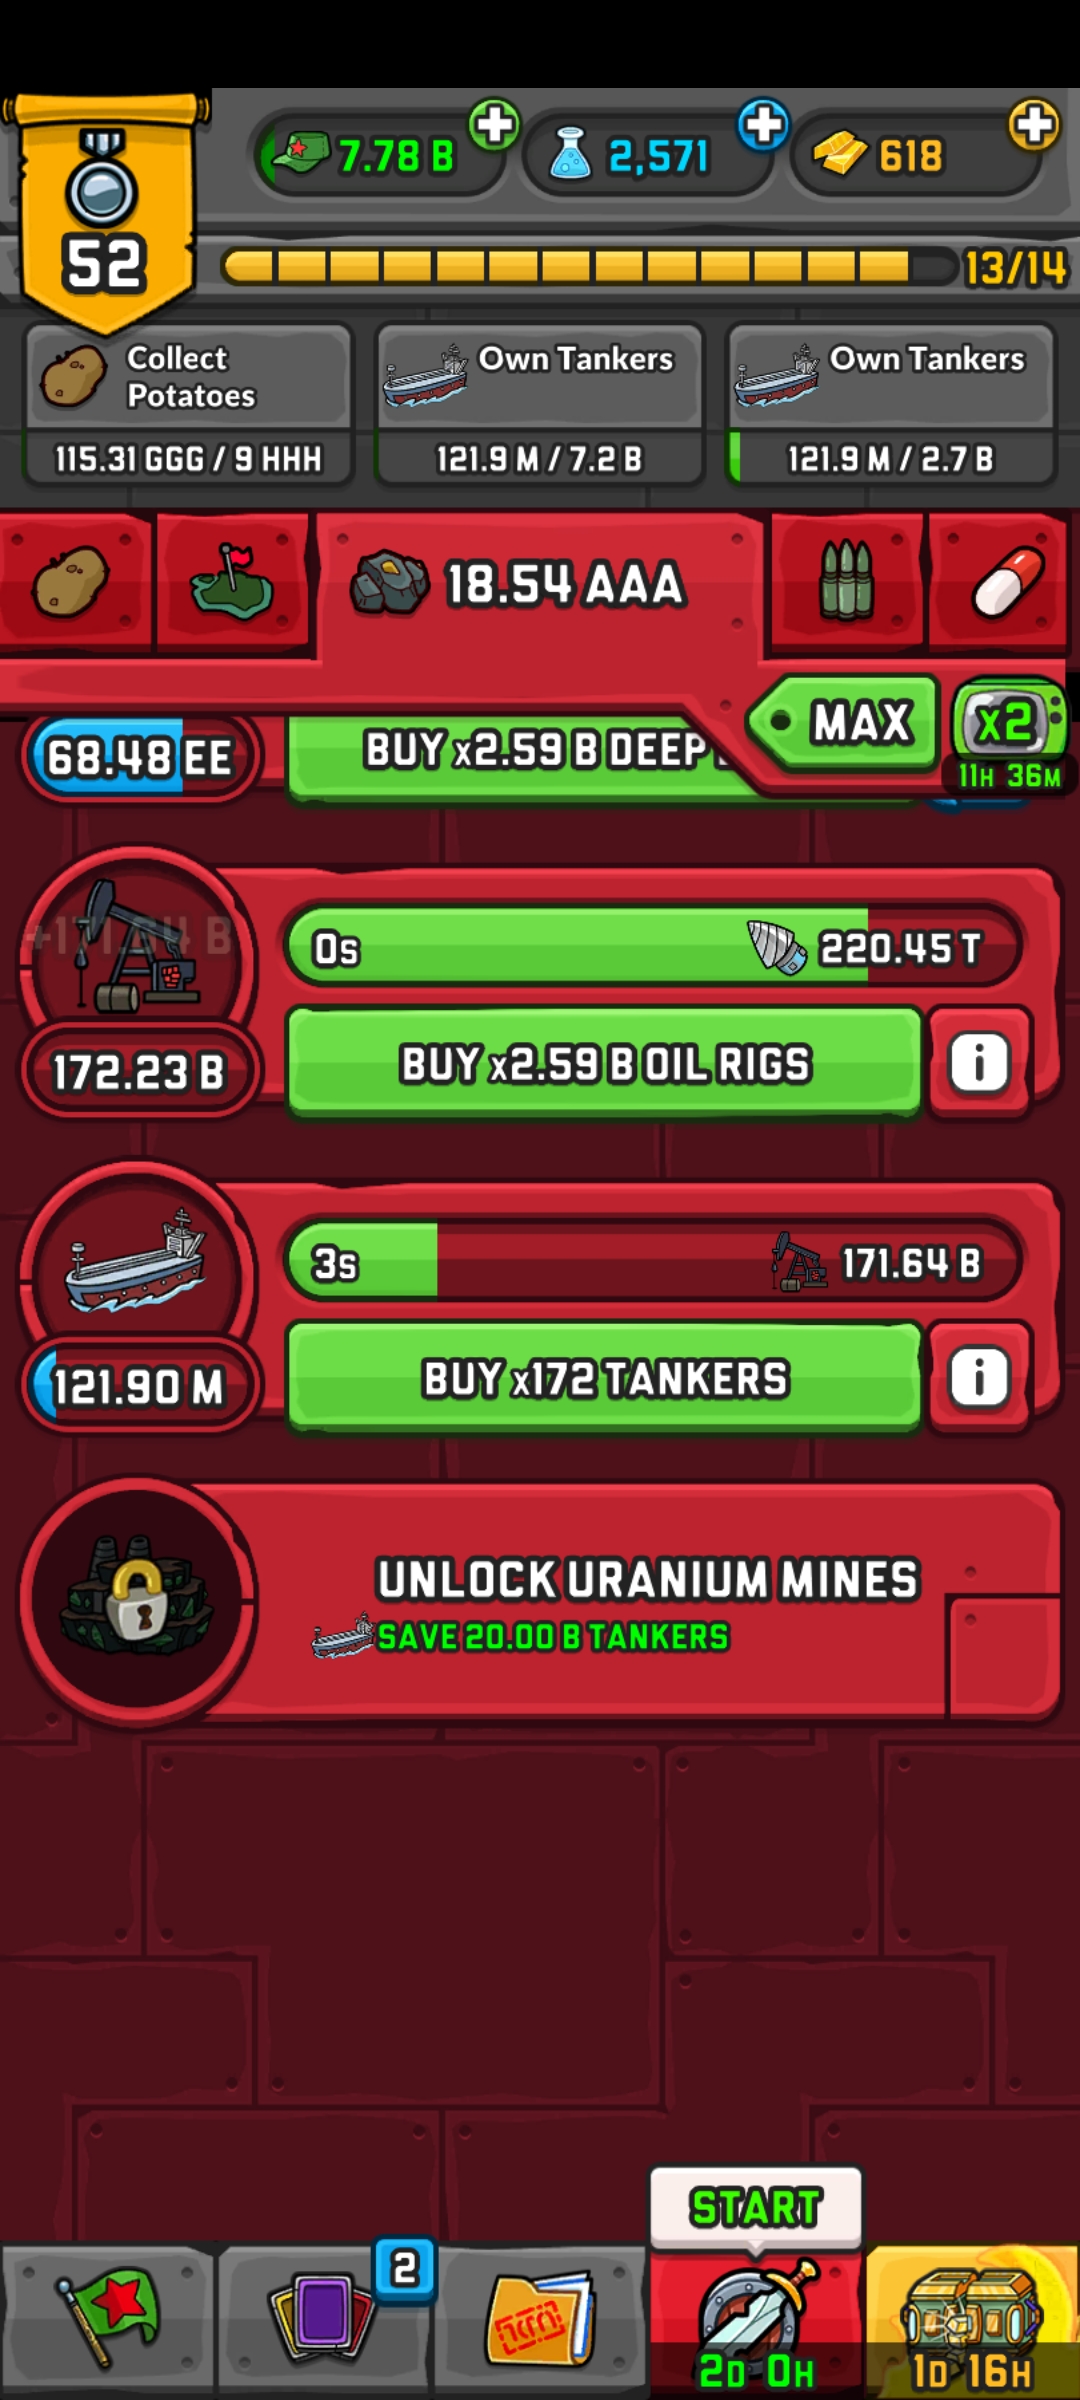 7.78 B
2,571
618
52
13/14
Collect
Potatoes
115.31 GGG / 9 HHH
Own Tankers
121.9 M / 7.2 B
Own Tankers
121.9 M / 2.7 B
18.54 AAA
MAX
x2
11H 36M
68.48 EE
BUY x2.59 B DEEP
+171.64 B
0s
220.45 T
172.23 B
BUY x2.59 B OIL RIGS
i
3s
171.64 B
121.90 M
BUY x172 TANKERS
i
UNLOCK URANIUM MINES
SAVE 20.00 B TANKERS
START
2
2D 0H
1D 16H